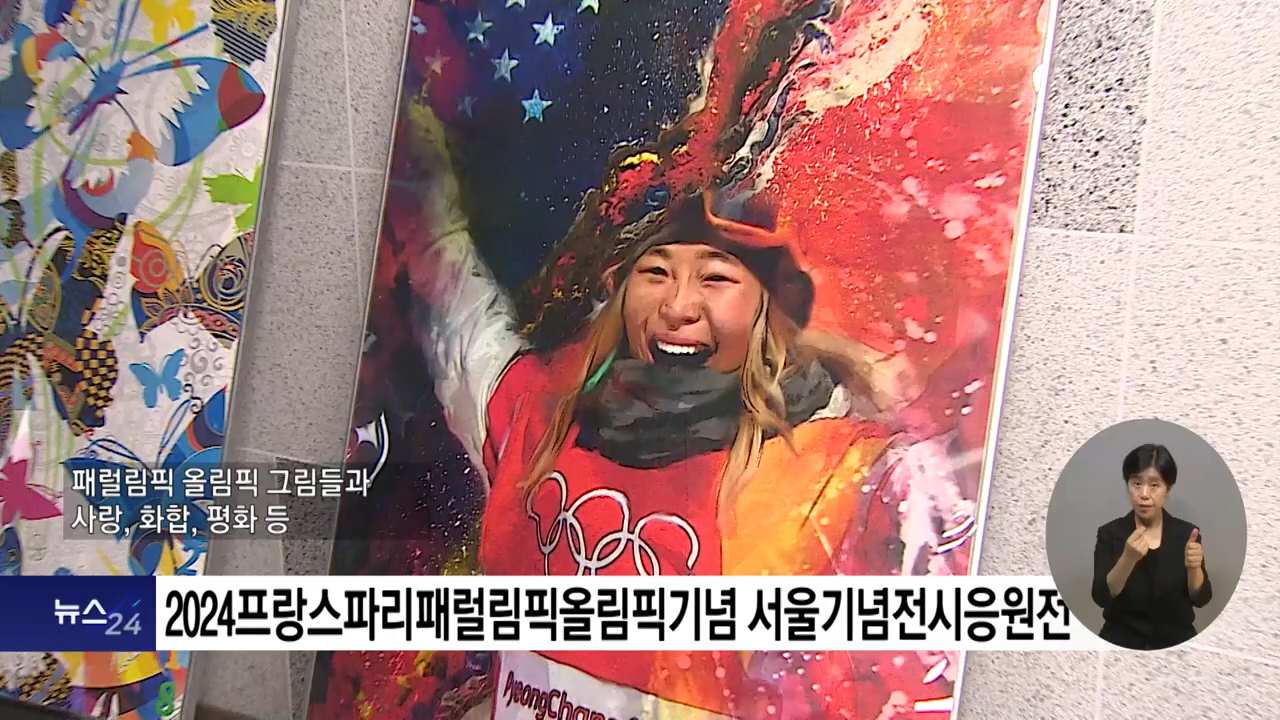 패럴림픽 올림픽 그림들과
사랑, 화합, 평화 등
뉴스24
2024프랑스파리패럴림픽올림픽기념 서울기념전시응원전
PyeongChang
8